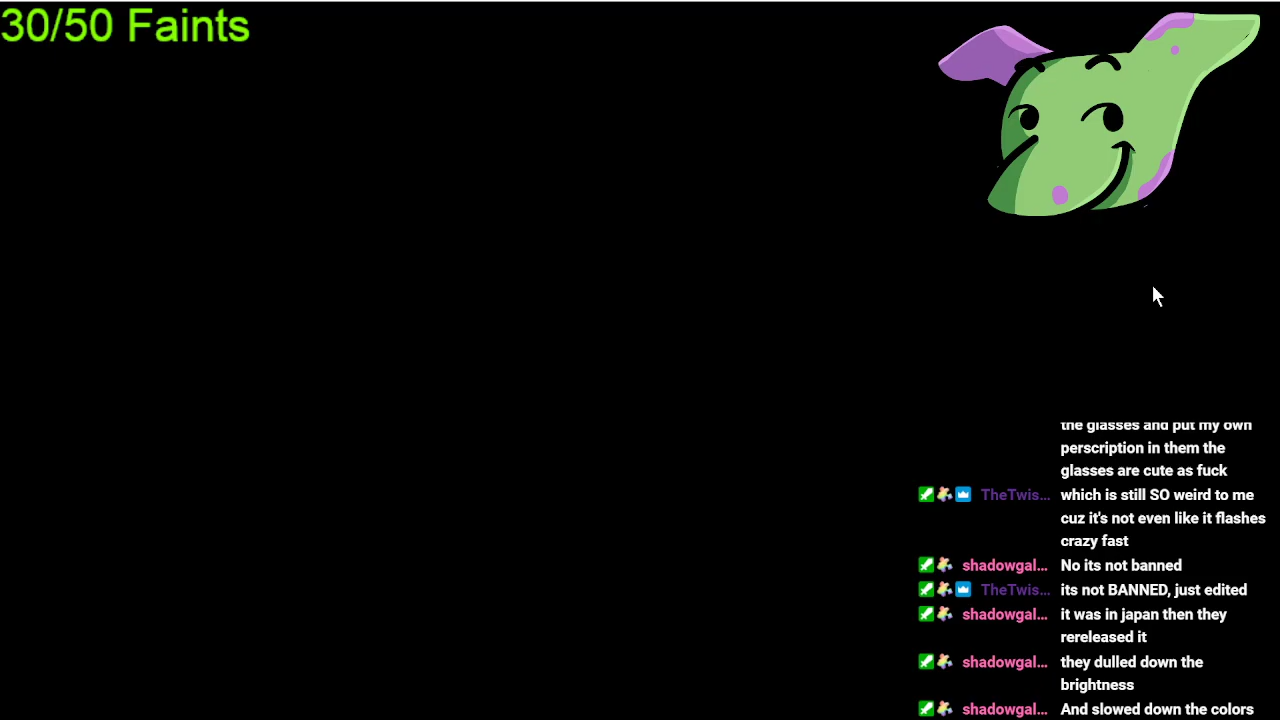 30/50 Faints
the glasses and put my own
perscription in them the
glasses are cute as fuck
TheTwis... which is still SO weird to me
cuz it's not even like it flashes
crazy fast
shadowgal... No its not banned
TheTwis... its not BANNED, just edited
shadowgal... it was in japan then they
rereleased it
shadowgal... they dulled down the
brightness
shadowgal... And slowed down the colors